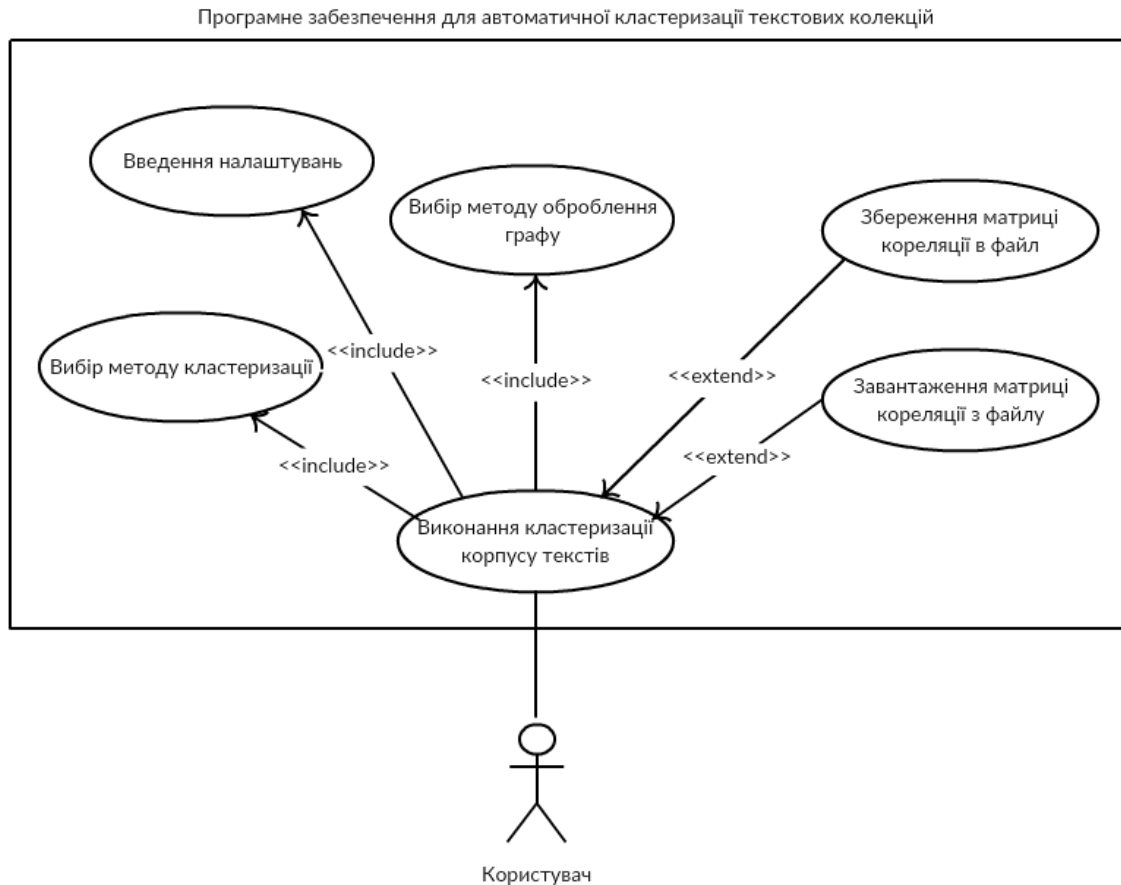 Програмне забезпечення для автоматичної кластеризації текстових колекцій
Введення налаштувань
Вибір методу оброблення
графу
Збереження матриці
кореляції в файл
Вибір методу кластеризації
<<include>>
<<include>>
<<extend>>
Завантаження матриці
кореляції з файлу
<<include>>
<<extend>>
Виконання кластеризації
корпусу текстів
Користувач